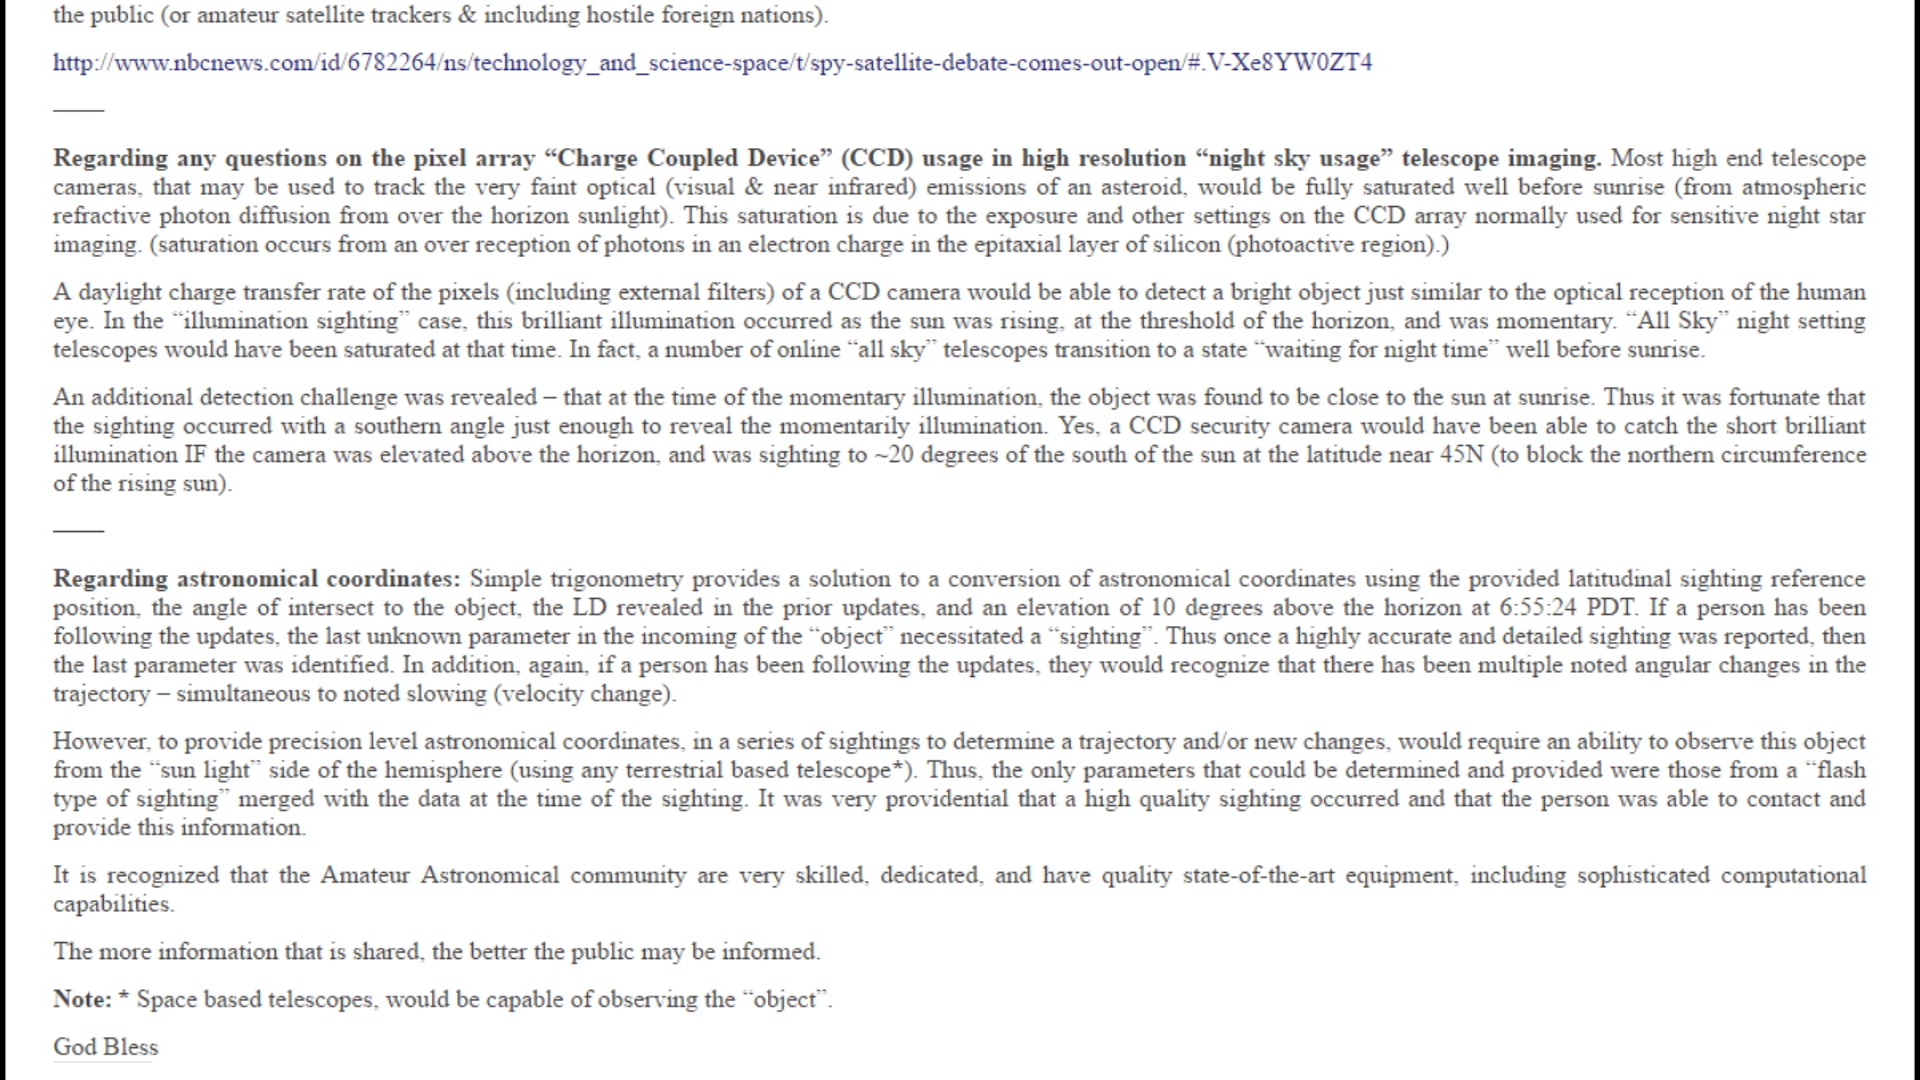 the public (or amateur satellite trackers & including hostile foreign nations).
http://www.nbcnews.com/id/6782264/ns/technology_and_science-space/t/spy-satellite-debate-comes-out-open/#.V-Xe8YW0ZT4
____
Regarding any questions on the pixel array “Charge Coupled Device” (CCD) usage in high resolution “night sky usage” telescope imaging. Most high end telescope
cameras, that may be used to track the very faint optical (visual & near infrared) emissions of an asteroid, would be fully saturated well before sunrise (from atmospheric
refractive photon diffusion from over the horizon sunlight). This saturation is due to the exposure and other settings on the CCD array normally used for sensitive night star
imaging. (saturation occurs from an over reception of photons in an electron charge in the epitaxial layer of silicon (photoactive region).)
A daylight charge transfer rate of the pixels (including external filters) of a CCD camera would be able to detect a bright object just similar to the optical reception of the human
eye. In the “illumination sighting” case, this brilliant illumination occurred as the sun was rising, at the threshold of the horizon, and was momentary. “All Sky” night setting
telescopes would have been saturated at that time. In fact, a number of online “all sky” telescopes transition to a state “waiting for night time” well before sunrise.
An additional detection challenge was revealed – that at the time of the momentary illumination, the object was found to be close to the sun at sunrise. Thus it was fortunate that
the sighting occurred with a southern angle just enough to reveal the momentarily illumination. Yes, a CCD security camera would have been able to catch the short brilliant
illumination IF the camera was elevated above the horizon, and was sighting to ~20 degrees of the south of the sun at the latitude near 45N (to block the northern circumference
of the rising sun).
____
Regarding astronomical coordinates: Simple trigonometry provides a solution to a conversion of astronomical coordinates using the provided latitudinal sighting reference
position, the angle of intersect to the object, the LD revealed in the prior updates, and an elevation of 10 degrees above the horizon at 6:55:24 PDT. If a person has been
following the updates, the last unknown parameter in the incoming of the “object” necessitated a “sighting”. Thus once a highly accurate and detailed sighting was reported, then
the last parameter was identified. In addition, again, if a person has been following the updates, they would recognize that there has been multiple noted angular changes in the
trajectory – simultaneous to noted slowing (velocity change).
However, to provide precision level astronomical coordinates, in a series of sightings to determine a trajectory and/or new changes, would require an ability to observe this object
from the “sun light” side of the hemisphere (using any terrestrial based telescope*). Thus, the only parameters that could be determined and provided were those from a “flash
type of sighting” merged with the data at the time of the sighting. It was very providential that a high quality sighting occurred and that the person was able to contact and
provide this information.
It is recognized that the Amateur Astronomical community are very skilled, dedicated, and have quality state-of-the-art equipment, including sophisticated computational
capabilities.
The more information that is shared, the better the public may be informed.
Note: * Space based telescopes, would be capable of observing the “object”.
God Bless